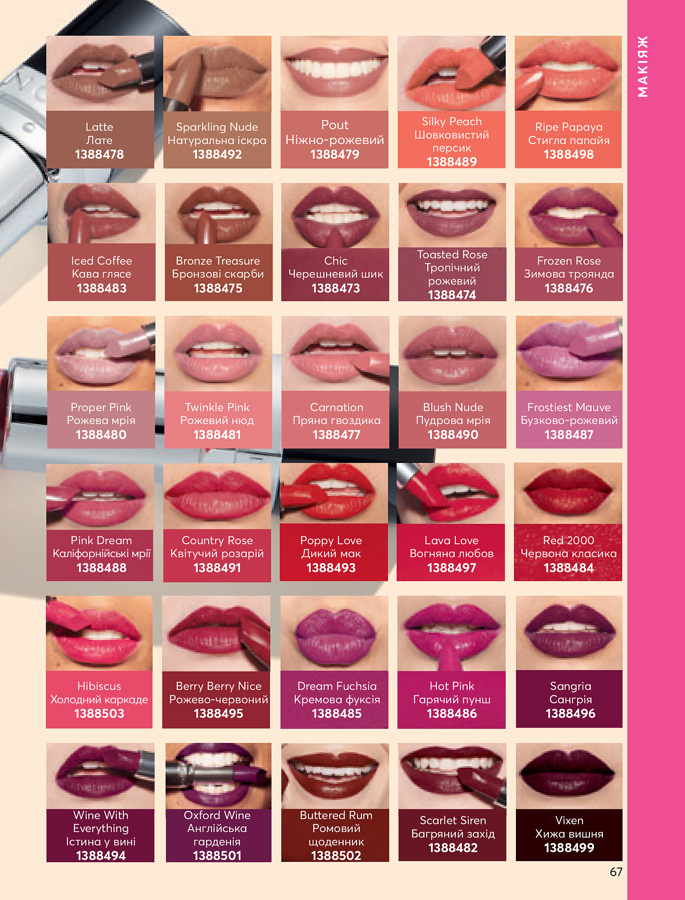 МАКІЯЖ
Latte
Лате
1388478
Sparkling Nude
Натуральна іскра
1388492
Pout
Ніжно-рожевий
1388479
Silky Peach
Шовковистий
персик
1388489
Ripe Papaya
Стигла папайя
1388498
Iced Coffee
Кава глясе
1388483
Bronze Treasure
Бронзові скарби
1388475
Chic
Черешневий шик
1388473
Toasted Rose
Тропічний
рожевий
1388474
Frozen Rose
Зимова троянда
1388476
Proper Pink
Рожева мрія
1388480
Twinkle Pink
Рожевий нюд
1388481
Carnation
Пряна гвоздика
1388477
Blush Nude
Пудрова мрія
1388490
Frostiest Mauve
Бузково-рожевий
1388487
Pink Dream
Каліфорнійські мрії
1388488
Country Rose
Квітучий розарій
1388491
Poppy Love
Дикий мак
1388493
Lava Love
Вогняна любов
1388497
Red 2000
Червона класика
1388484
Hibiscus
Холодний каркаде
1388503
Berry Berry Nice
Рожево-червоний
1388495
Dream Fuchsia
Кремова фуксія
1388485
Hot Pink
Гарячий пунш
1388486
Sangria
Сангрія
1388496
Wine With
Everything
Істина у вині
1388494
Oxford Wine
Англійська
гарденія
1388501
Buttered Rum
Ромовий
щоденник
1388502
Scarlet Siren
Багряний захід
1388482
Vixen
Хижа вишня
1388499
67